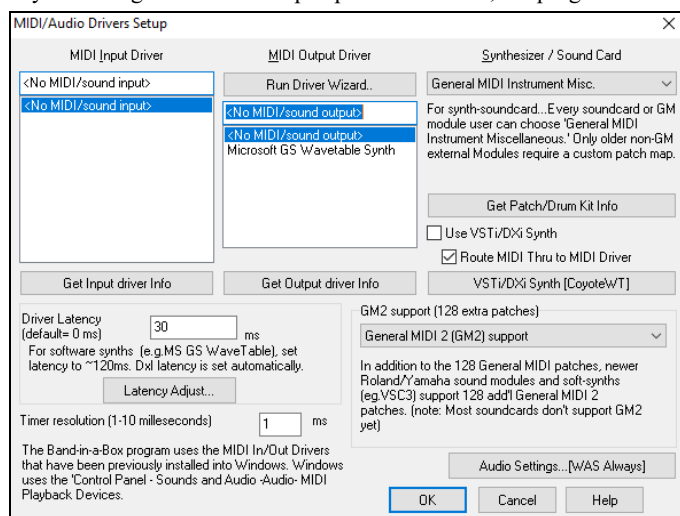 MIDI/Audio Drivers Setup
MIDI Input Driver
<No MIDI/sound input>
<No MIDI/sound input>
Get Input driver Info
MIDI Output Driver
Run Driver Wizard..
<No MIDI/sound output>
<No MIDI/sound output>
Microsoft GS Wavetable Synth
Get Output driver Info
Synthesizer / Sound Card
General MIDI Instrument Misc.
For synth-soundcard...Every soundcard or GM
module user can choose 'General MIDI
Instrument Miscellaneous.' Only older non-GM
external Modules require a custom patch map.
Get Patch/Drum Kit Info
Use VSTi/DXi Synth
Route MIDI Thru to MIDI Driver
VSTi/DXi Synth [CoyoteWT]
Driver Latency
(default= 0 ms)
30
ms
For software synths (e.g.MS GS
WaveTable), set
latency to ~120ms. DxI latency is
set automatically.
Latency Adjust...
Timer resolution (1-10 milleseconds)
1
ms
The Band-in-a-Box program uses the
MIDI In/Out Drivers
that have been previously installed
into Windows. Windows
uses the 'Control Panel - Sounds and
Audio -Audio- MIDI
Playback Devices.
GM2 support (128 extra patches)
General MIDI 2 (GM2) support
In addition to the 128 General MIDI patches, newer
Roland/Yamaha sound modules and soft-synths
(eg.VSC3) support 128 add'l General MIDI 2
patches. (note: Most soundcards don't support GM2
yet)
Audio Settings...[WAS Always]
OK
Cancel
Help